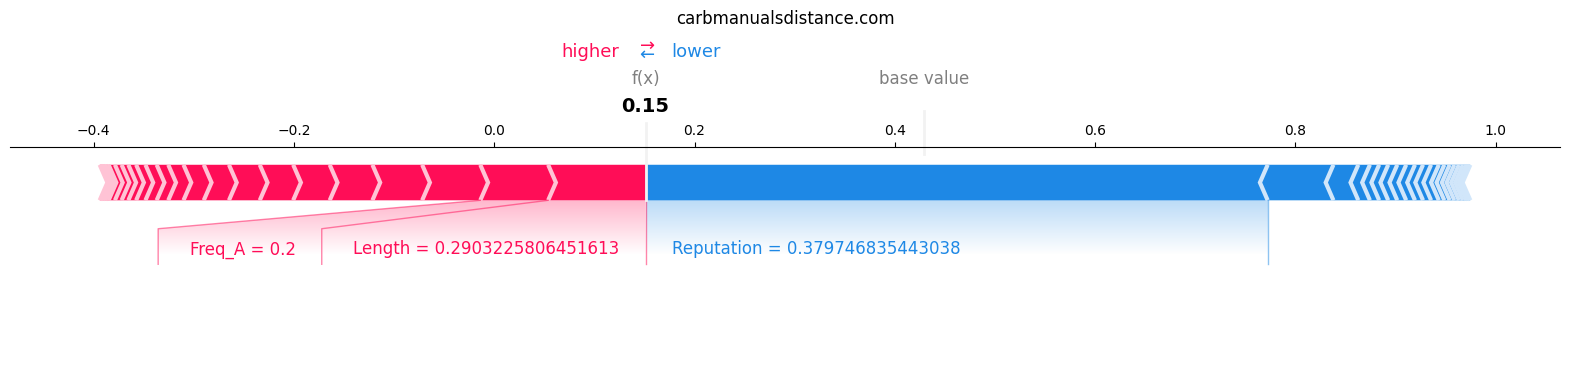 carbmanualsdistance.com
higher ⇄ lower
f(x) base value
0.15
−0.4 −0.2 0.0 0.2 0.4 0.6 0.8 1.0
Freq_A = 0.2 Length = 0.2903225806451613 Reputation = 0.379746835443038